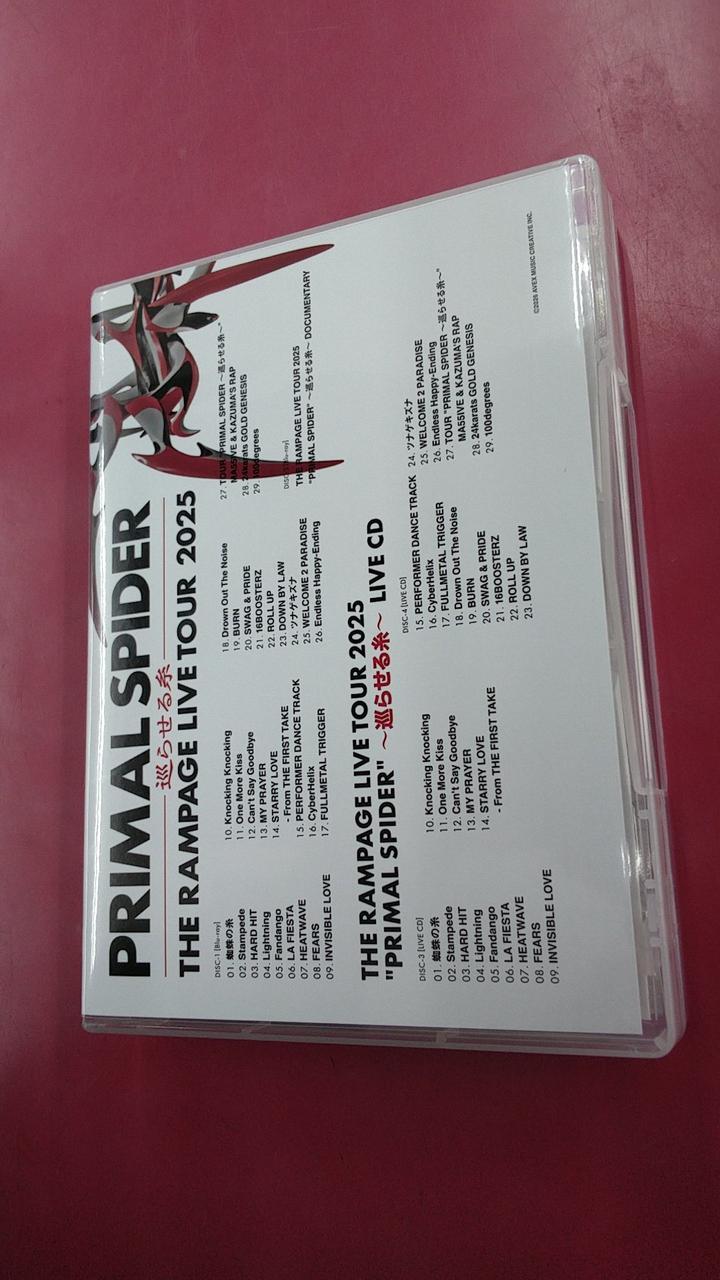 PRIMAL SPIDER
巡らせる糸
THE RAMPAGE LIVE TOUR 2025
DISC-1 [Blu-ray]
01. 蜘蛛の糸
02. Stampede
03. HARD HIT
04. Lightning
05. Fandango
06. LA FIESTA
07. HEATWAVE
08. FEARS
09. INVISIBLE LOVE
10. Knocking Knocking
11. One More Kiss
12. Can't Say Goodbye
13. MY PRAYER
14. STARRY LOVE
- From THE FIRST TAKE
15. PERFORMER DANCE TRACK
16. CyberHelix
17. FULLMETAL TRIGGER
18. Drown Out The Noise
19. BURN
20. SWAG & PRIDE
21. 16BOOSTERZ
22. ROLL UP
23. DOWN BY LAW
24. ツナゲキズナ
25. WELCOME 2 PARADISE
26. Endless Happy-Ending
27. TOUR "PRIMAL SPIDER ～巡らせる糸～"
MA55IVE & KAZUMA'S RAP
28. 24karats GOLD GENESIS
29. 100degrees
[Blu-ray]
THE RAMPAGE LIVE TOUR 2025
"PRIMAL SPIDER" ～巡らせる糸～ DOCUMENTARY
THE RAMPAGE LIVE TOUR 2025
"PRIMAL SPIDER" ～巡らせる糸～ LIVE CD
DISC-3 [LIVE CD]
01. 蜘蛛の糸
02. Stampede
03. HARD HIT
04. Lightning
05. Fandango
06. LA FIESTA
07. HEATWAVE
08. FEARS
09. INVISIBLE LOVE
10. Knocking Knocking
11. One More Kiss
12. Can't Say Goodbye
13. MY PRAYER
14. STARRY LOVE
- From THE FIRST TAKE
DISC-4 [LIVE CD]
15. PERFORMER DANCE TRACK
16. CyberHelix
17. FULLMETAL TRIGGER
18. Drown Out The Noise
19. BURN
20. SWAG & PRIDE
21. 16BOOSTERZ
22. ROLL UP
23. DOWN BY LAW
24. ツナゲキズナ
25. WELCOME 2 PARADISE
26. Endless Happy-Ending
27. TOUR "PRIMAL SPIDER ～巡らせる糸～"
MA55IVE & KAZUMA'S RAP
28. 24karats GOLD GENESIS
29. 100degrees
©2026 AVEX MUSIC CREATIVE INC.